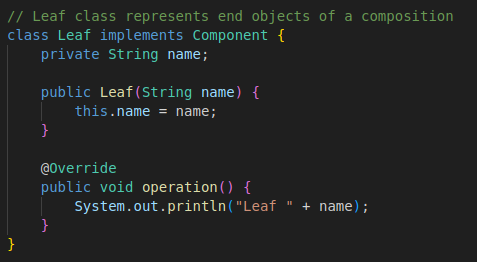 // Leaf class represents end objects of a composition
class Leaf implements Component {
    private String name;

    public Leaf(String name) {
        this.name = name;
    }

    @Override
    public void operation() {
        System.out.println("Leaf " + name);
    }
}